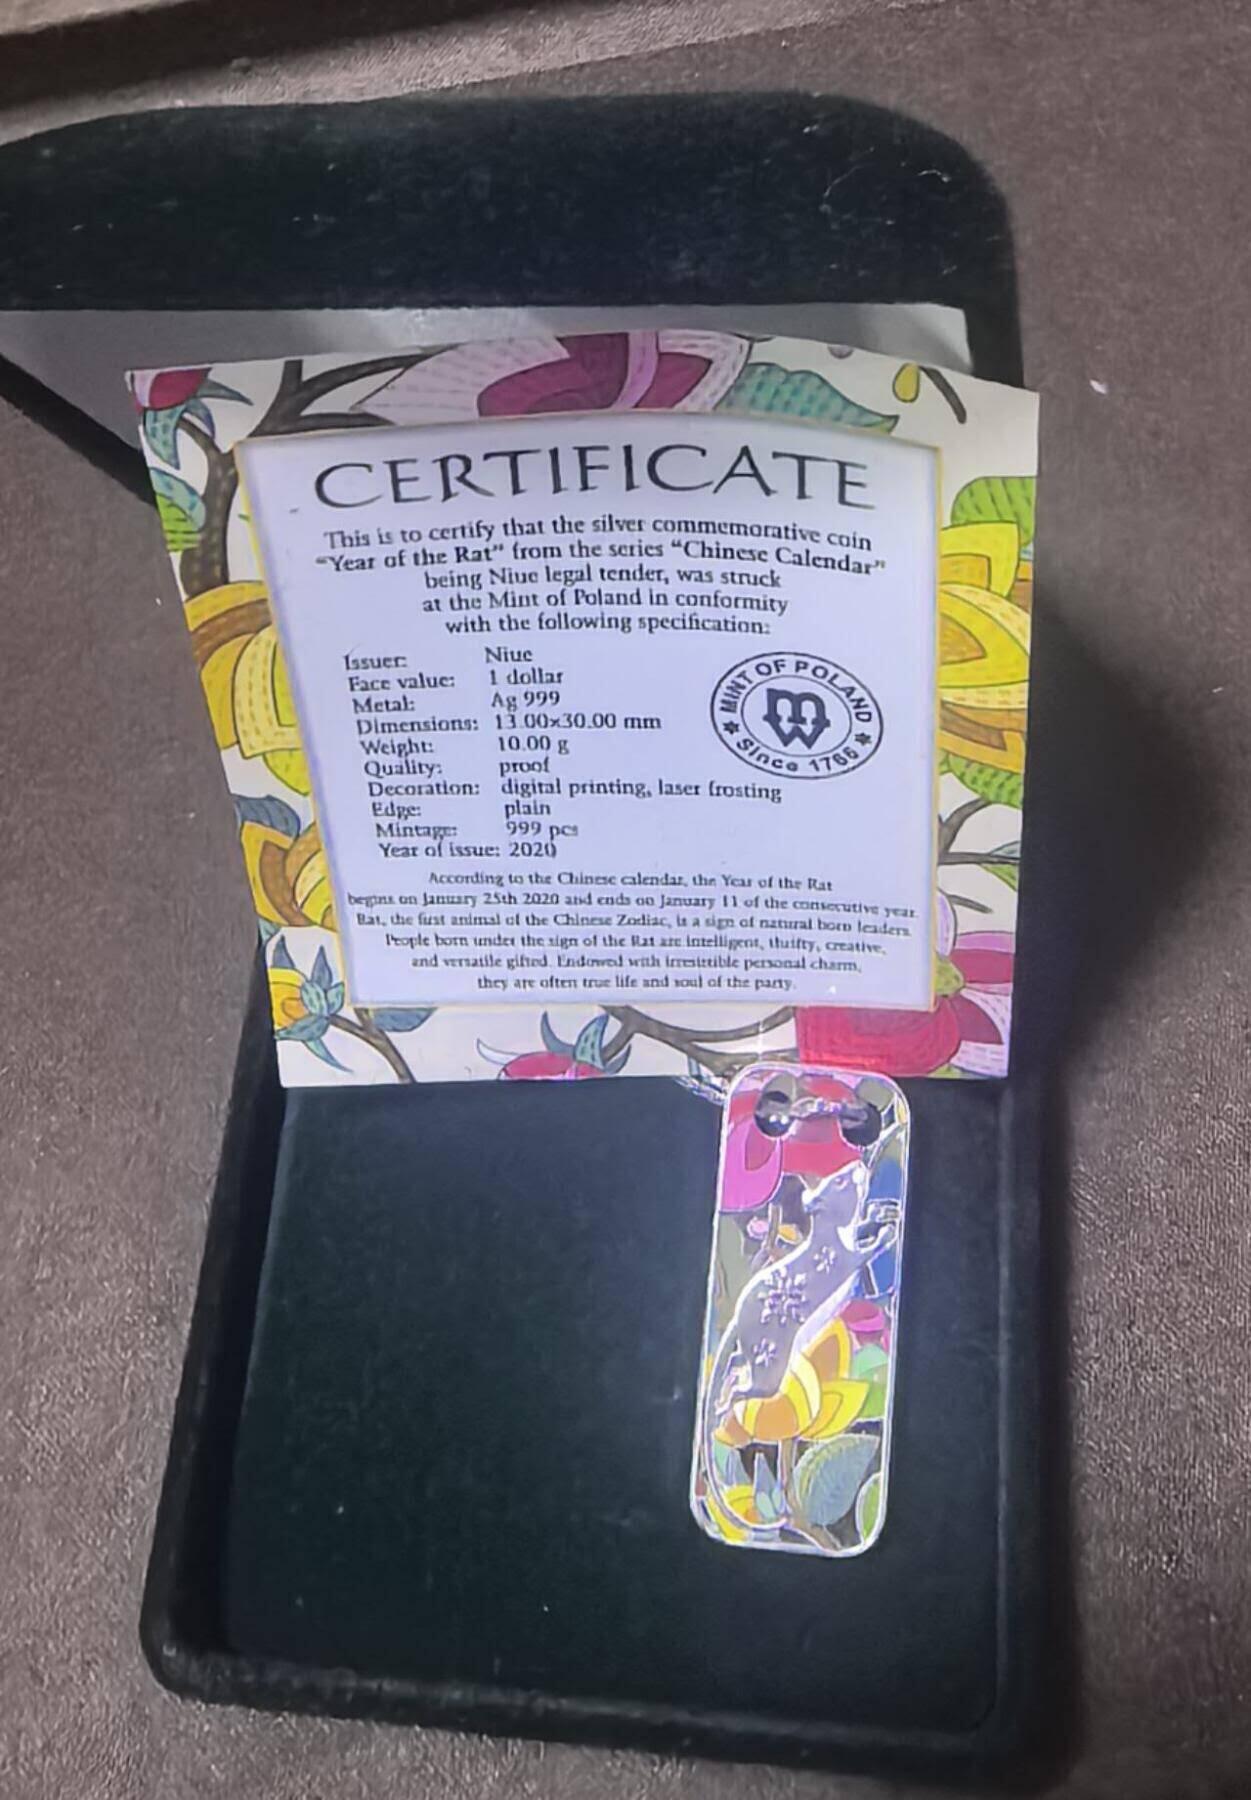 CERTIFICATE
This is to certify that the silver commemorative coin
"Year of the Rat" from the series "Chinese Calendar"
being Niue legal tender, was struck
at the Mint of Poland in conformity
with the following specification:
Issuer: Niue
Face value: 1 dollar
Metal: Ag 999
Dimensions: 13.00×30.00 mm
Weight: 10.00 g
Quality: proof
Decoration: digital printing, laser frosting
Edge: plain
Mintage: 999 pcs
Year of issue: 2020
MINT OF POLAND
Since 1766
According to the Chinese calendar, the Year of the Rat
begins on January 25th 2020 and ends on January 11 of the consecutive year.
Rat, the first animal of the Chinese Zodiac, is a sign of natural born leaders.
People born under the sign of the Rat are intelligent, thrifty, creative,
and versatile gifted. Endowed with irresistible personal charm,
they are often true life and soul of the party.